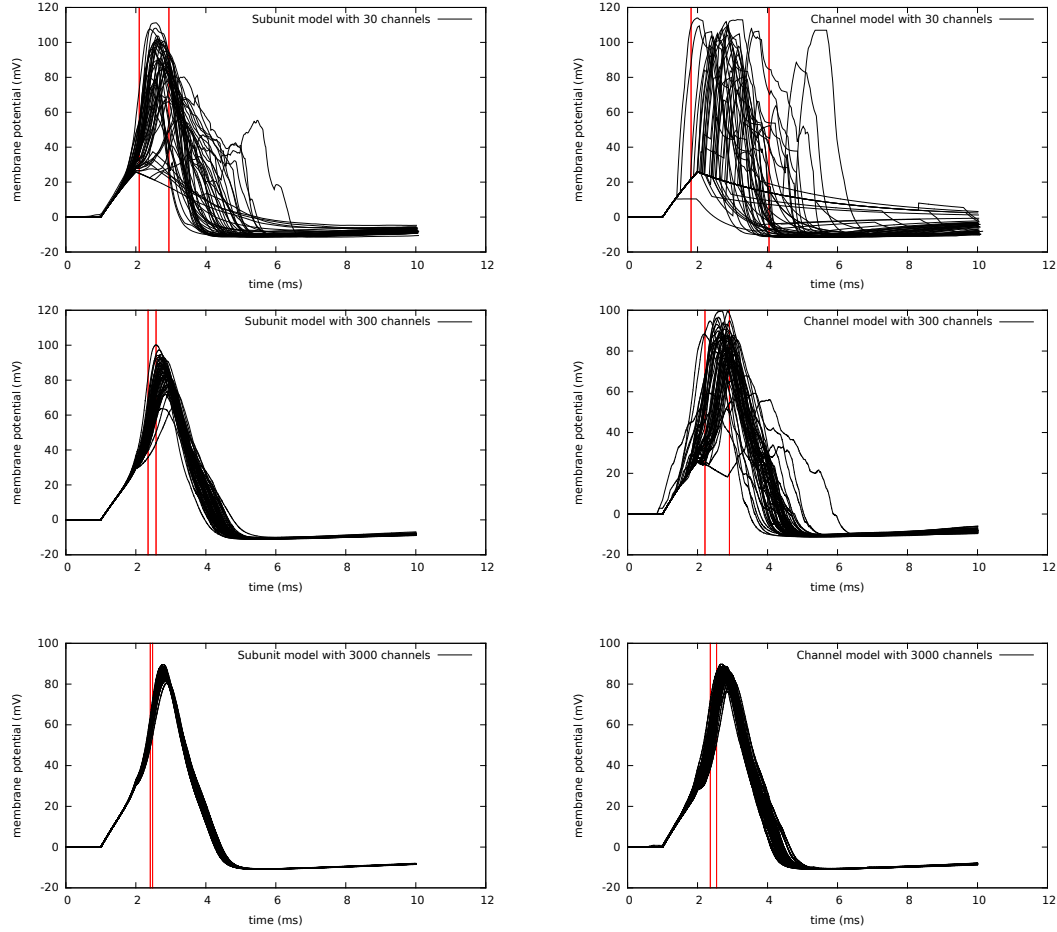 120
100
80
60
40
20
0
-20
membrane potential (mV)
Subunit model with 30 channels
0 2 4 6 8 10 12
time (ms)
120
100
80
60
40
20
0
-20
membrane potential (mV)
Channel model with 30 channels
0 2 4 6 8 10 12
time (ms)
120
100
80
60
40
20
0
-20
membrane potential (mV)
Subunit model with 300 channels
0 2 4 6 8 10 12
time (ms)
100
80
60
40
20
0
-20
membrane potential (mV)
Channel model with 300 channels
0 2 4 6 8 10 12
time (ms)
100
80
60
40
20
0
-20
membrane potential (mV)
Subunit model with 3000 channels
0 2 4 6 8 10 12
time (ms)
100
80
60
40
20
0
-20
membrane potential (mV)
Channel model with 3000 channels
0 2 4 6 8 10 12
time (ms)